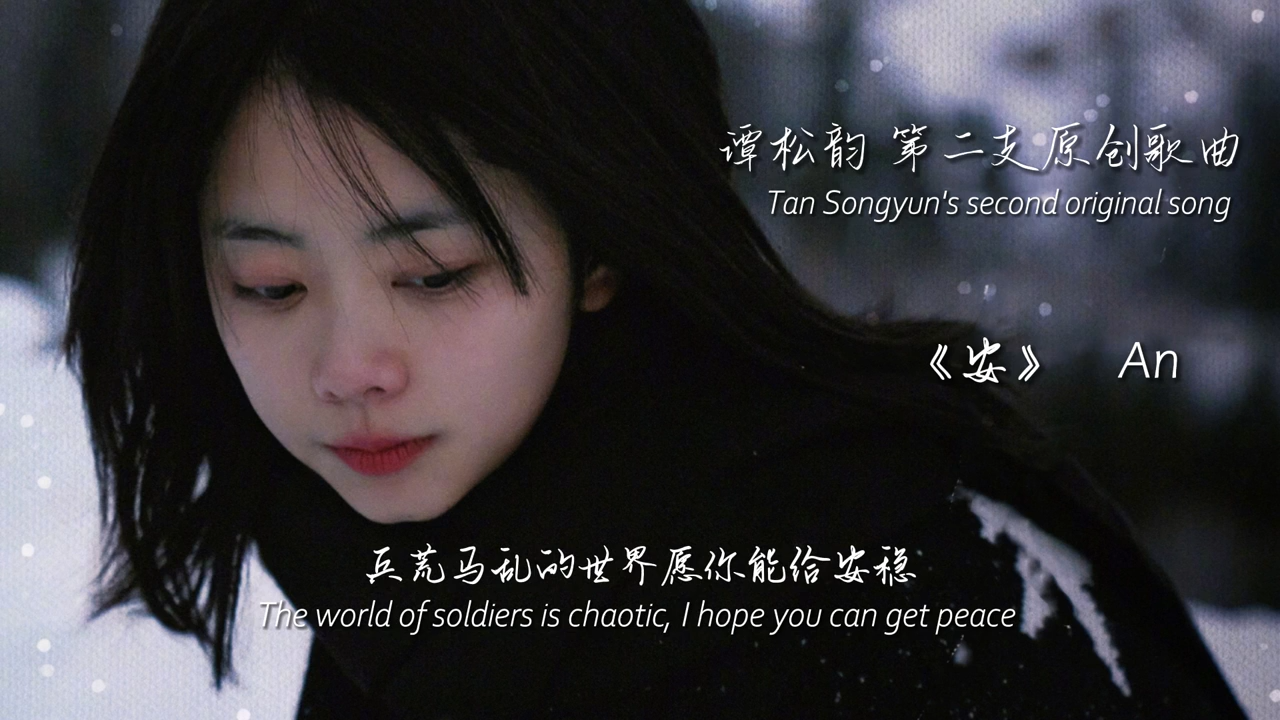 谭松韵 第二支原创歌曲
Tan Songyun's second original song
《安》 An
兵荒马乱的世界愿你能给安稳
The world of soldiers is chaotic, I hope you can get peace